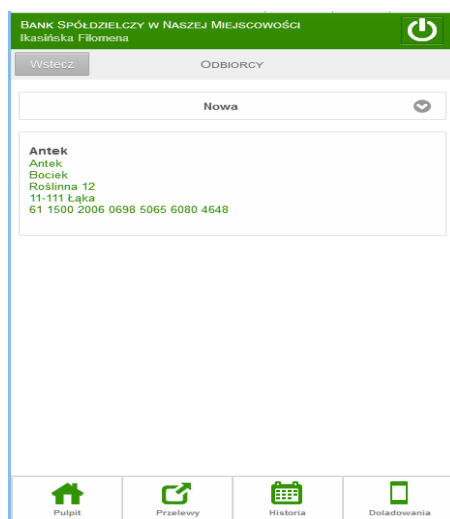 Bank Spółdzielczy w Naszej Miejscowości
Ikasińska Filomena
Wstecz
Odbiorcy
Nowa
Antek
Antek
Bociek
Roślinna 12
11-111 Łąka
61 1500 2006 0698 5065 6080 4648
Pulpit
Przelewy
Historia
Doladowania